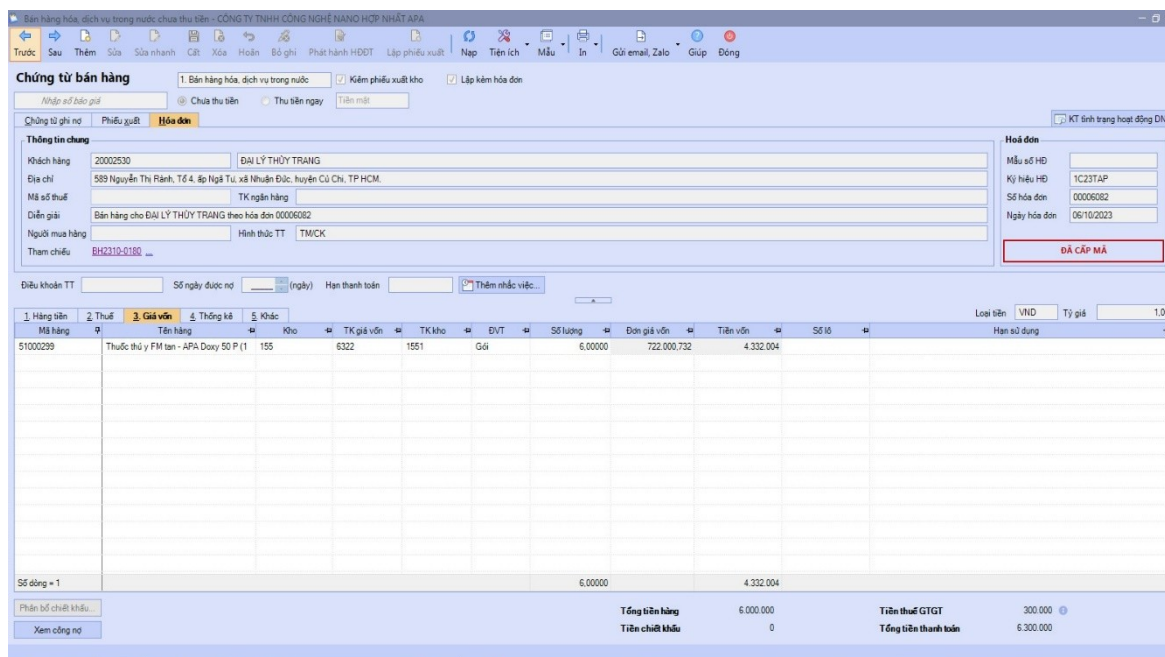 Bán hàng hóa, dịch vụ trong nước chưa thu tiền - CÔNG TY TNHH CÔNG NGHỆ NANO HỢP NHẤT APA
Trước Sau Thêm Sửa Sửa nhanh Cất Xóa Hoãn Bỏ ghi Phát hành HĐĐT Lập phiếu xuất Nạp Tiện ích Mẫu In Gửi email, Zalo Giúp Đóng
Chứng từ bán hàng 1. Bán hàng hóa, dịch vụ trong nước Kiêm phiếu xuất kho Lập kèm hóa đơn
Nhập số báo giá Chưa thu tiền Thu tiền ngay Tiền mặt
Chứng từ ghi nợ Phiếu xuất Hóa đơn KT tình trạng hoạt động DN
Thông tin chung Hoá đơn
Khách hàng 20002530 ĐẠI LÝ THÙY TRANG Mẫu số HĐ
Địa chỉ 589 Nguyễn Thị Rành, Tổ 4, ấp Ngã Tư, xã Nhuận Đức, huyện Củ Chi, TP HCM. Ký hiệu HĐ 1C23TAP
Mã số thuế TK ngân hàng Số hóa đơn 00006082
Diễn giải Bán hàng cho ĐẠI LÝ THÙY TRANG theo hóa đơn 00006082 Ngày hóa đơn 06/10/2023
Người mua hàng Hình thức TT TM/CK
Tham chiếu BH2310-0180 ... ĐÃ CẤP MÃ
Điều khoản TT Số ngày được nợ (ngày) Hạn thanh toán Thêm nhắc việc...
1. Hàng tiền 2. Thuế 3. Giá vốn 4. Thống kê 5. Khác Loại tiền VND Tỷ giá 1,0
Mã hàng Tên hàng Kho TK giá vốn TK kho ĐVT Số lượng Đơn giá vốn Tiền vốn Số lô Hạn sử dụng
51000299 Thuốc thú y FM tan - APA Doxy 50 P (1 155 6322 1551 Gói 6,00000 722.000,732 4.332.004
Số dòng = 1 6,00000 4.332.004
Phân bổ chiết khấu... Tổng tiền hàng 6.000.000 Tiền thuế GTGT 300.000
Xem công nợ Tiền chiết khấu 0 Tổng tiền thanh toán 6.300.000